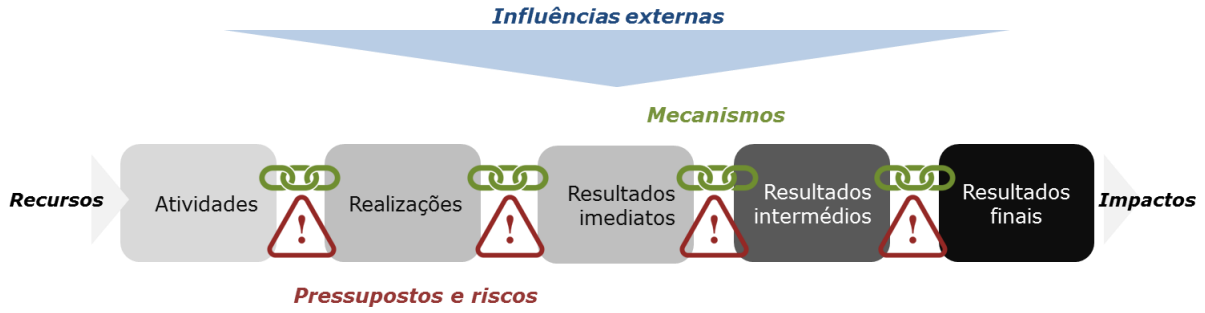 Influências externas
Mecanismos
Recursos
Atividades
Realizações
Resultados
imediatos
Resultados
intermédios
Resultados
finais
Impactos
!
!
!
!
Pressupostos e riscos